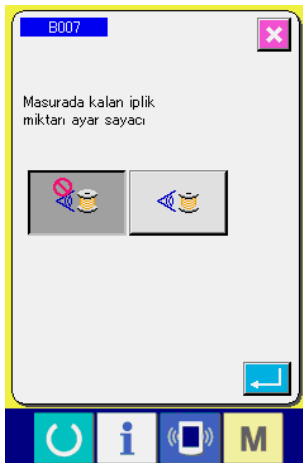 B007
Masurada kalan iplik
miktarı ayar sayacı
i
M